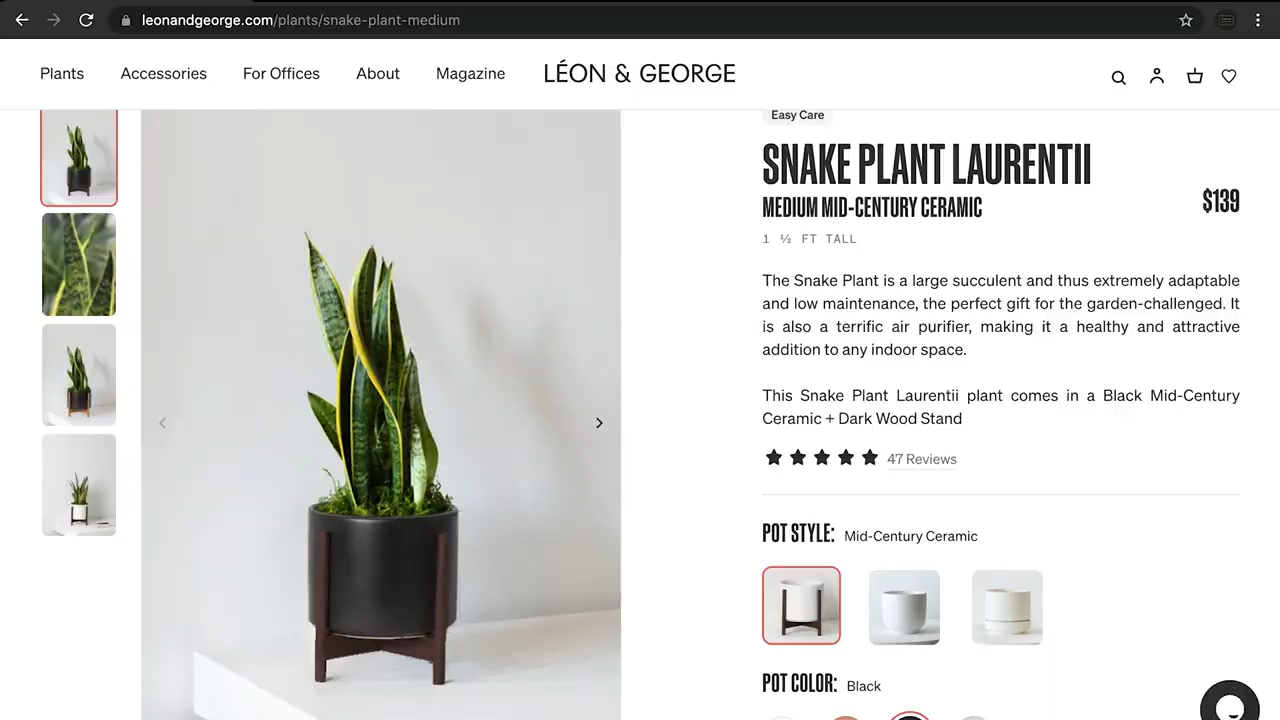 leonandgeorge.com/plants/snake-plant-medium
Plants
Accessories
For Offices
About
Magazine
LÉON & GEORGE
Easy Care
SNAKE PLANT LAURENTII
MEDIUM MID-CENTURY CERAMIC
$139
1 ½ FT TALL
The Snake Plant is a large succulent and thus extremely adaptable
and low maintenance, the perfect gift for the garden-challenged. It
is also a terrific air purifier, making it a healthy and attractive
addition to any indoor space.
This Snake Plant Laurentii plant comes in a Black Mid-Century
Ceramic + Dark Wood Stand
47 Reviews
POT STYLE: Mid-Century Ceramic
POT COLOR: Black